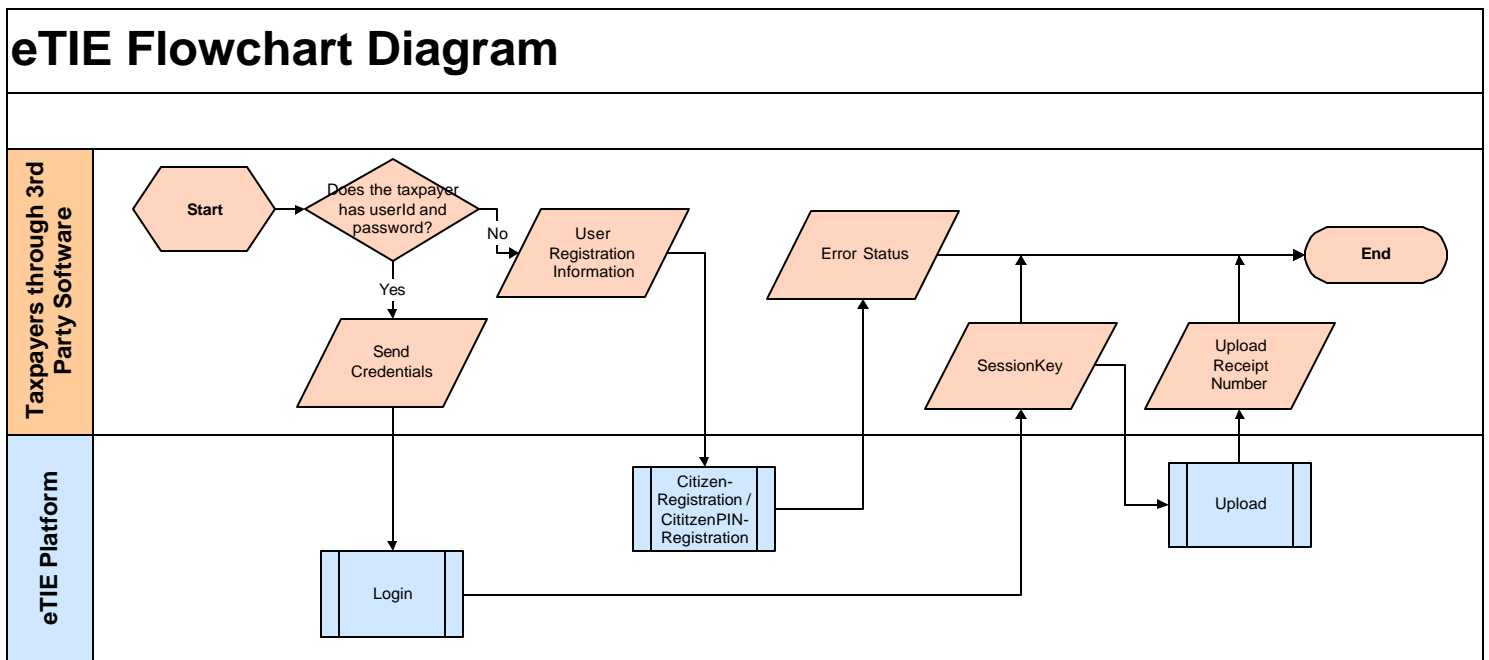 eTIE Flowchart Diagram
Taxpayers through 3rd
Party Software
Start
Does the taxpayer
has userId and
password?
No
Yes
User
Registration
Information
Send
Credentials
Error Status
SessionKey
Upload
Receipt
Number
End
eTIE Platform
Login
Citizen-
Registration /
CititzenPIN-
Registration
Upload